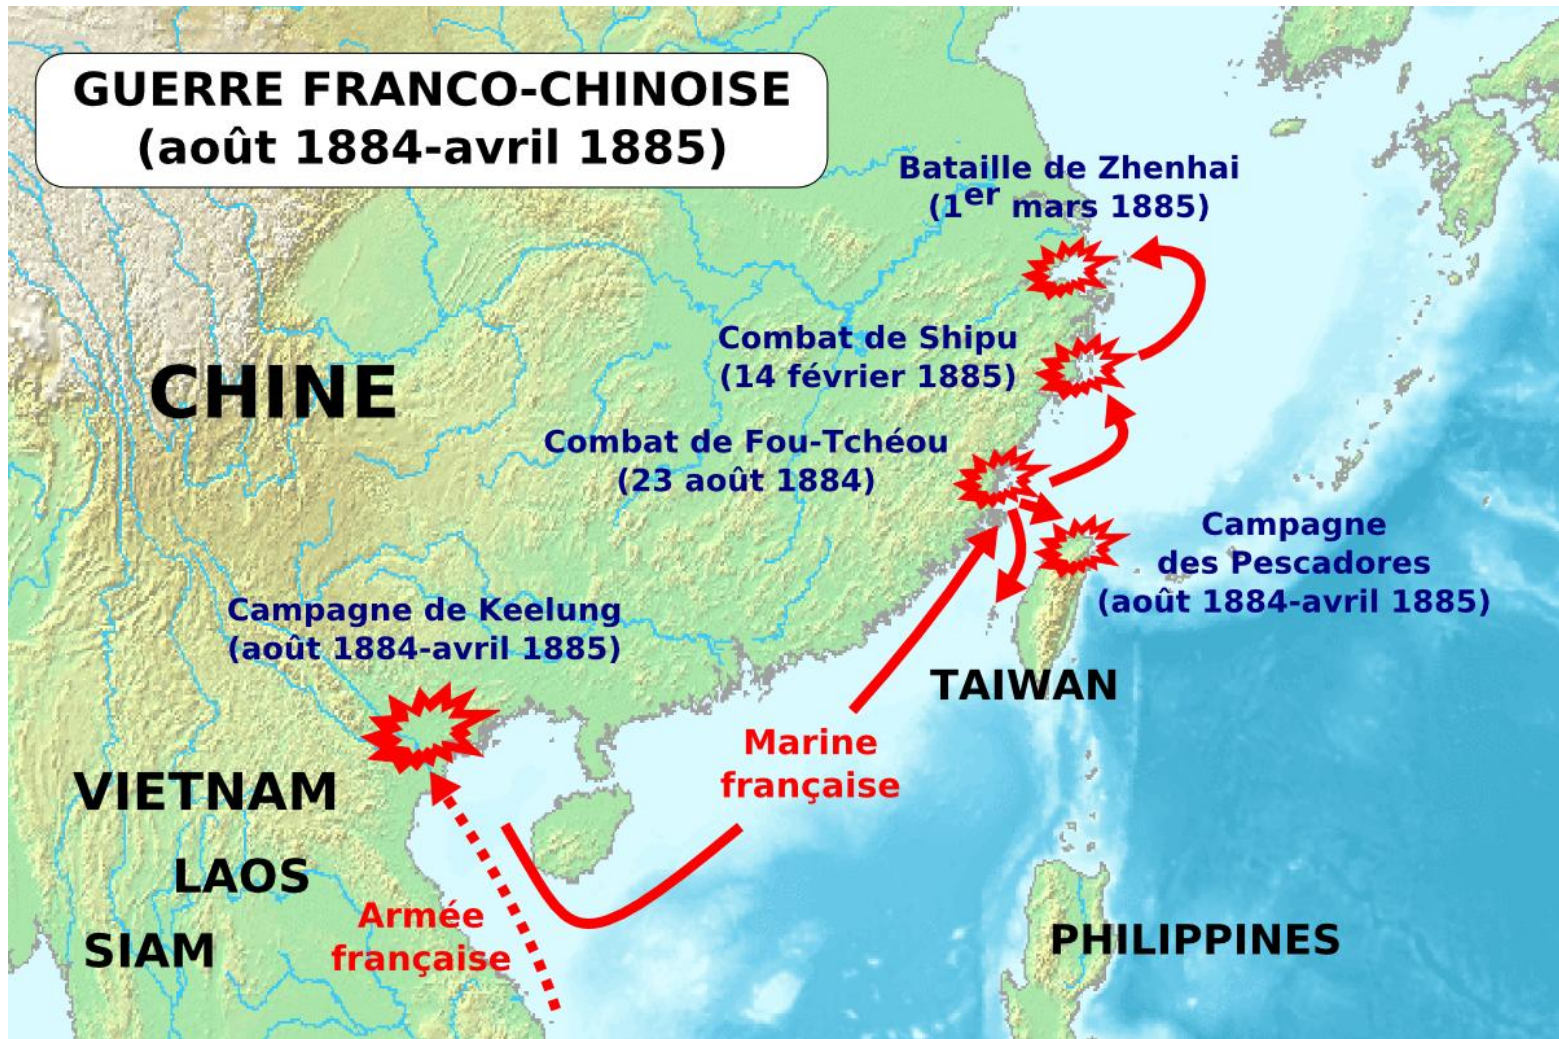 GUERRE FRANCO-CHINOISE
(août 1884-avril 1885)
Bataille de Zhenhai
(1er mars 1885)
Combat de Shipu
(14 février 1885)
CHINE
Combat de Fou-Tchéou
(23 août 1884)
Campagne
des Pescadores
(août 1884-avril 1885)
Campagne de Keelung
(août 1884-avril 1885)
TAIWAN
Marine
française
VIETNAM
LAOS
Armée
française
SIAM
PHILIPPINES